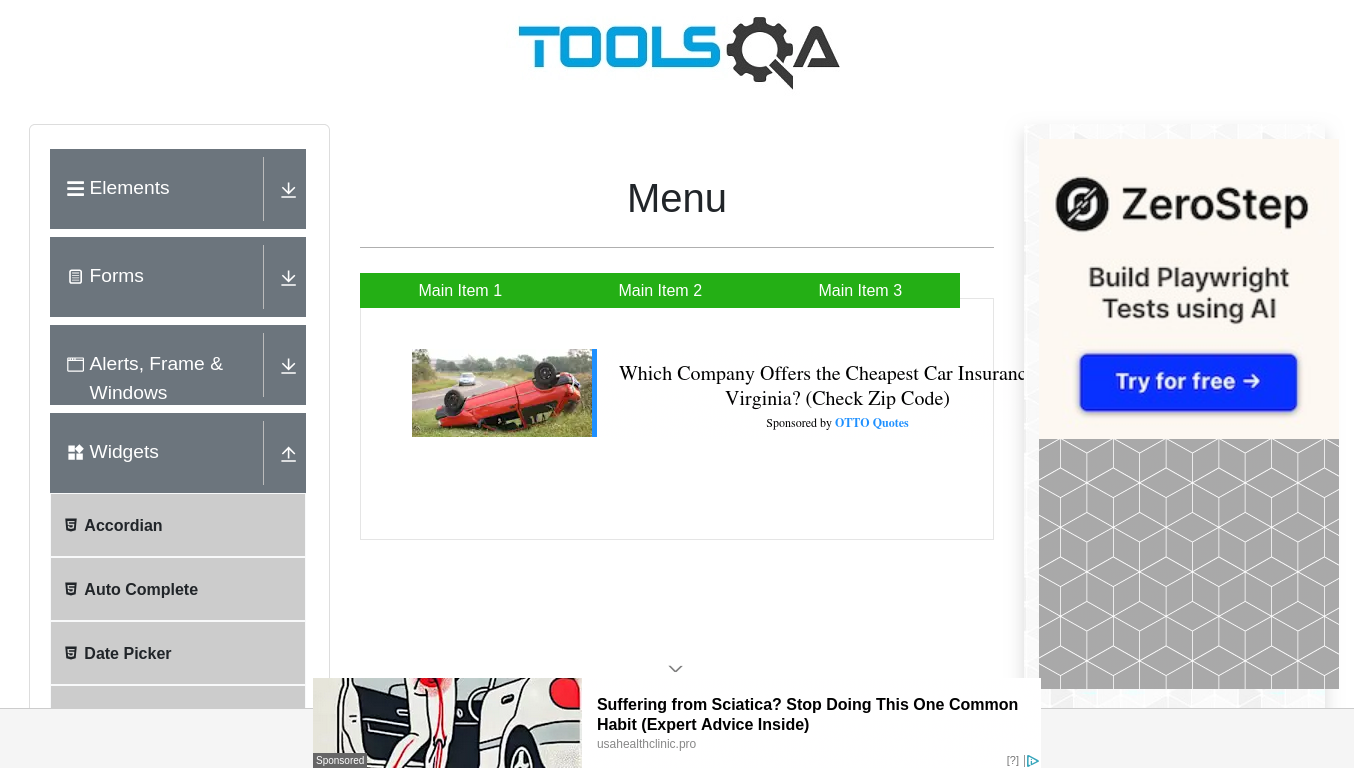 TOOLSQA
Elements
Forms
Alerts, Frame &
Windows
Widgets
Accordian
Auto Complete
Date Picker
Menu
Main Item 1
Main Item 2
Main Item 3
Which Company Offers the Cheapest Car Insuranc
Virginia? (Check Zip Code)
Sponsored by OTTO Quotes
ZeroStep
Build Playwright
Tests using AI
Try for free →
Suffering from Sciatica? Stop Doing This One Common
Habit (Expert Advice Inside)
usahealthclinic.pro
Sponsored
[?]